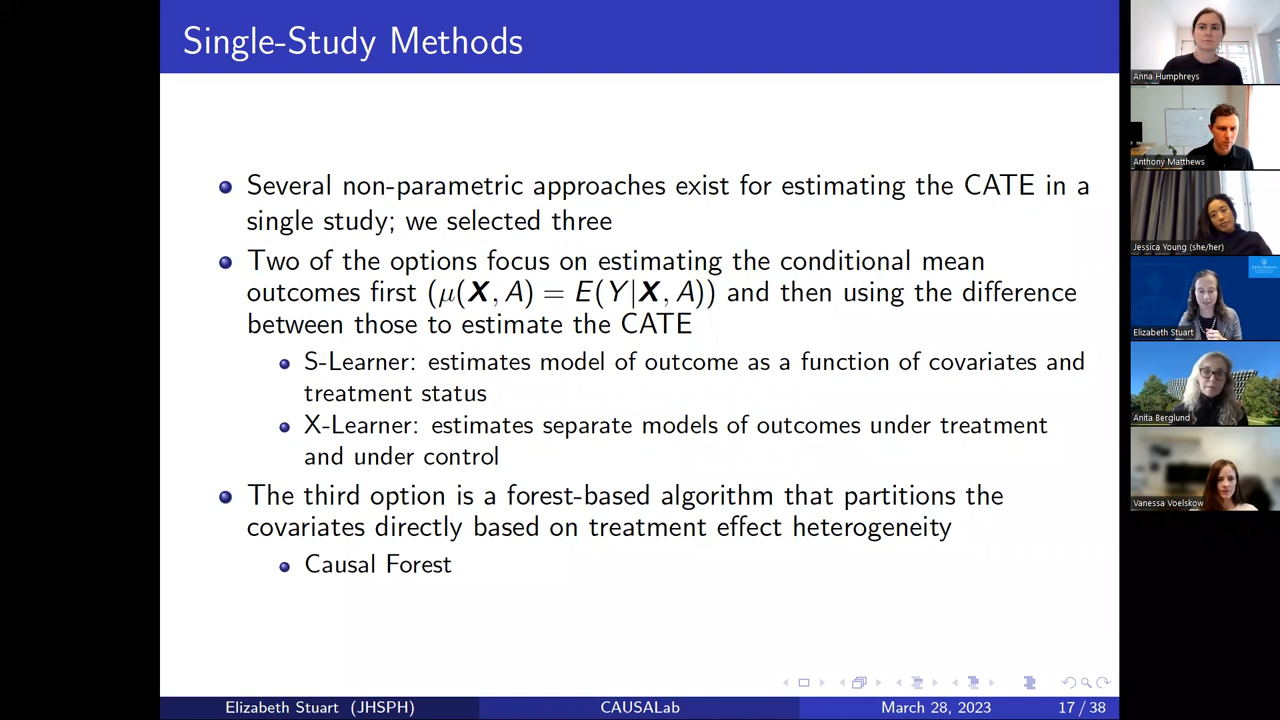 Single-Study Methods
Several non-parametric approaches exist for estimating the CATE in a
single study; we selected three
Two of the options focus on estimating the conditional mean
outcomes first (μ(X, A) = E(Y|X, A)) and then using the difference
between those to estimate the CATE
S-Learner: estimates model of outcome as a function of covariates and
treatment status
X-Learner: estimates separate models of outcomes under treatment
and under control
The third option is a forest-based algorithm that partitions the
covariates directly based on treatment effect heterogeneity
Causal Forest
Elizabeth Stuart (JHSPH)
CAUSALab
March 28, 2023
17 / 38
Anna Humphreys
Anthony Matthews
Jessica Young (she/her)
Elizabeth Stuart
Anita Berglund
Vanessa Voelskow